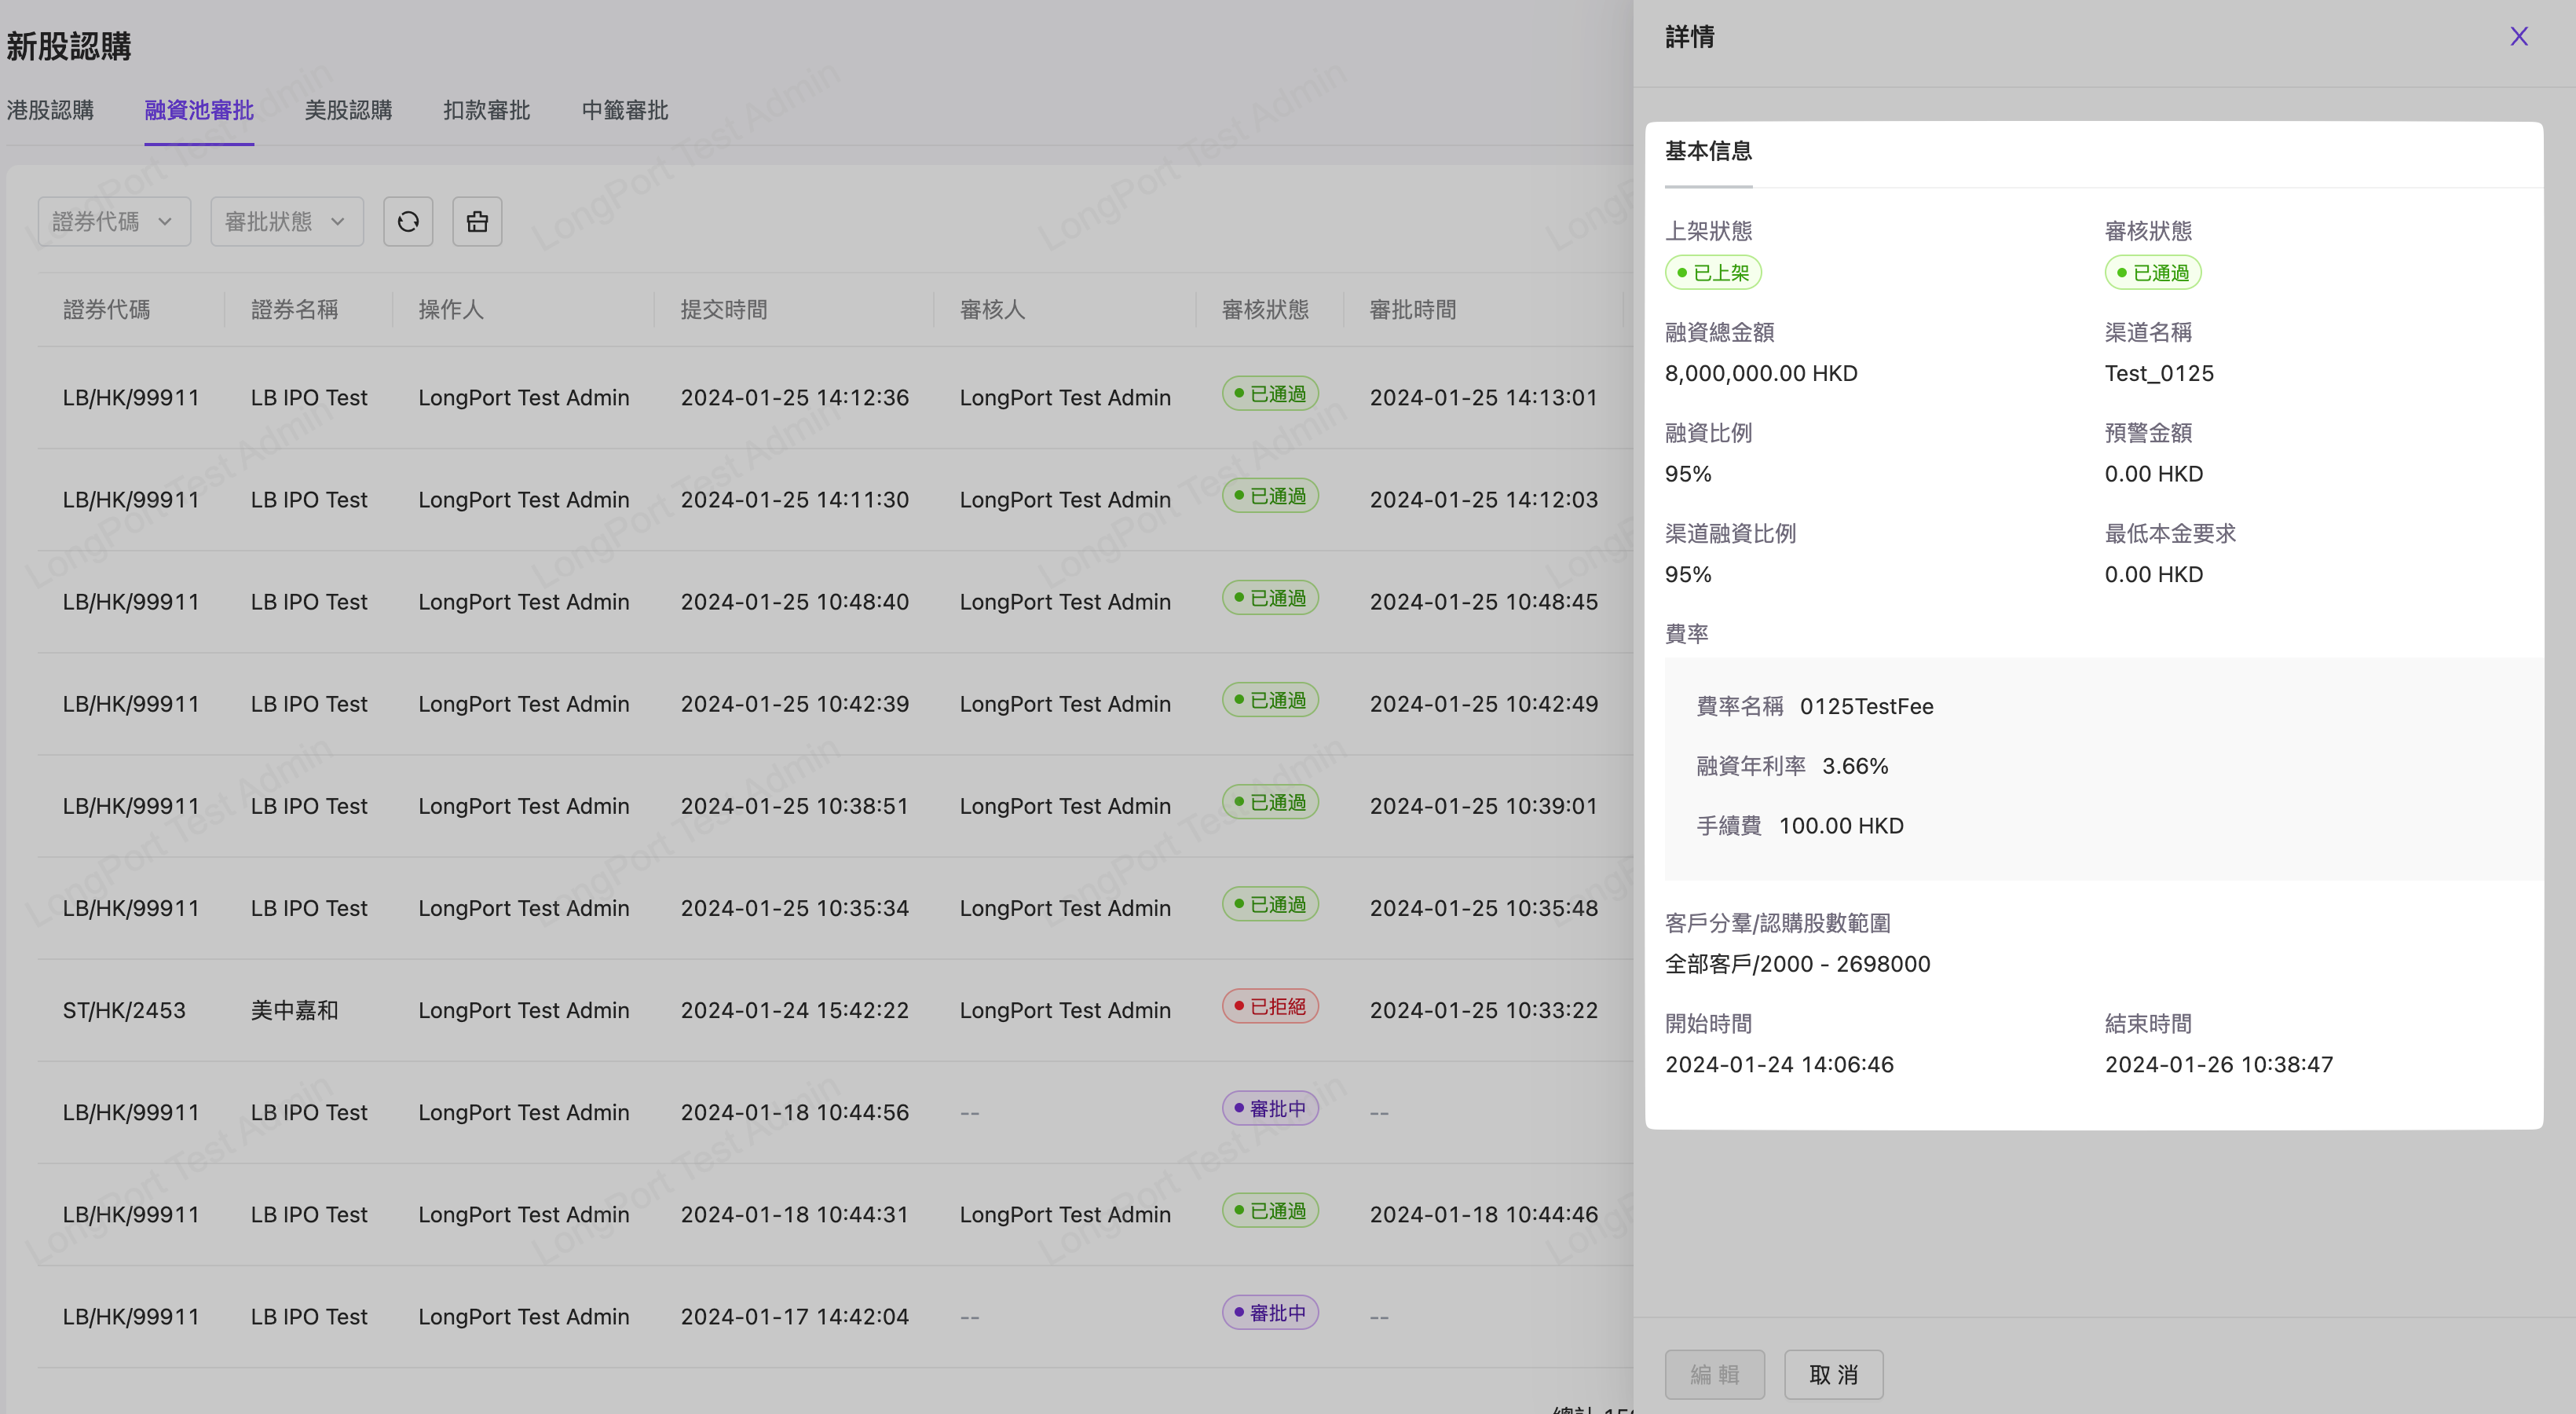 新股認購
港股認購 融資池審批 美股認購 扣款審批 中籤審批
證券代碼 審批狀態
證券代碼 證券名稱 操作人 提交時間 審核人 審核狀態 審批時間
LB/HK/99911 LB IPO Test LongPort Test Admin 2024-01-25 14:12:36 LongPort Test Admin 已通過 2024-01-25 14:13:01
LB/HK/99911 LB IPO Test LongPort Test Admin 2024-01-25 14:11:30 LongPort Test Admin 已通過 2024-01-25 14:12:03
LB/HK/99911 LB IPO Test LongPort Test Admin 2024-01-25 10:48:40 LongPort Test Admin 已通過 2024-01-25 10:48:45
LB/HK/99911 LB IPO Test LongPort Test Admin 2024-01-25 10:42:39 LongPort Test Admin 已通過 2024-01-25 10:42:49
LB/HK/99911 LB IPO Test LongPort Test Admin 2024-01-25 10:38:51 LongPort Test Admin 已通過 2024-01-25 10:39:01
LB/HK/99911 LB IPO Test LongPort Test Admin 2024-01-25 10:35:34 LongPort Test Admin 已通過 2024-01-25 10:35:48
ST/HK/2453 美中嘉和 LongPort Test Admin 2024-01-24 15:42:22 LongPort Test Admin 已拒絕 2024-01-25 10:33:22
LB/HK/99911 LB IPO Test LongPort Test Admin 2024-01-18 10:44:56 -- 審批中 --
LB/HK/99911 LB IPO Test LongPort Test Admin 2024-01-18 10:44:31 LongPort Test Admin 已通過 2024-01-18 10:44:46
LB/HK/99911 LB IPO Test LongPort Test Admin 2024-01-17 14:42:04 -- 審批中 --
詳情
基本信息
上架狀態 審核狀態
已上架 已通過
融資總金額 渠道名稱
8,000,000.00 HKD Test_0125
融資比例 預警金額
95% 0.00 HKD
渠道融資比例 最低本金要求
95% 0.00 HKD
費率
費率名稱 0125TestFee
融資年利率 3.66%
手續費 100.00 HKD
客戶分羣/認購股數範圍
全部客戶/2000 - 2698000
開始時間 結束時間
2024-01-24 14:06:46 2024-01-26 10:38:47
編輯 取消